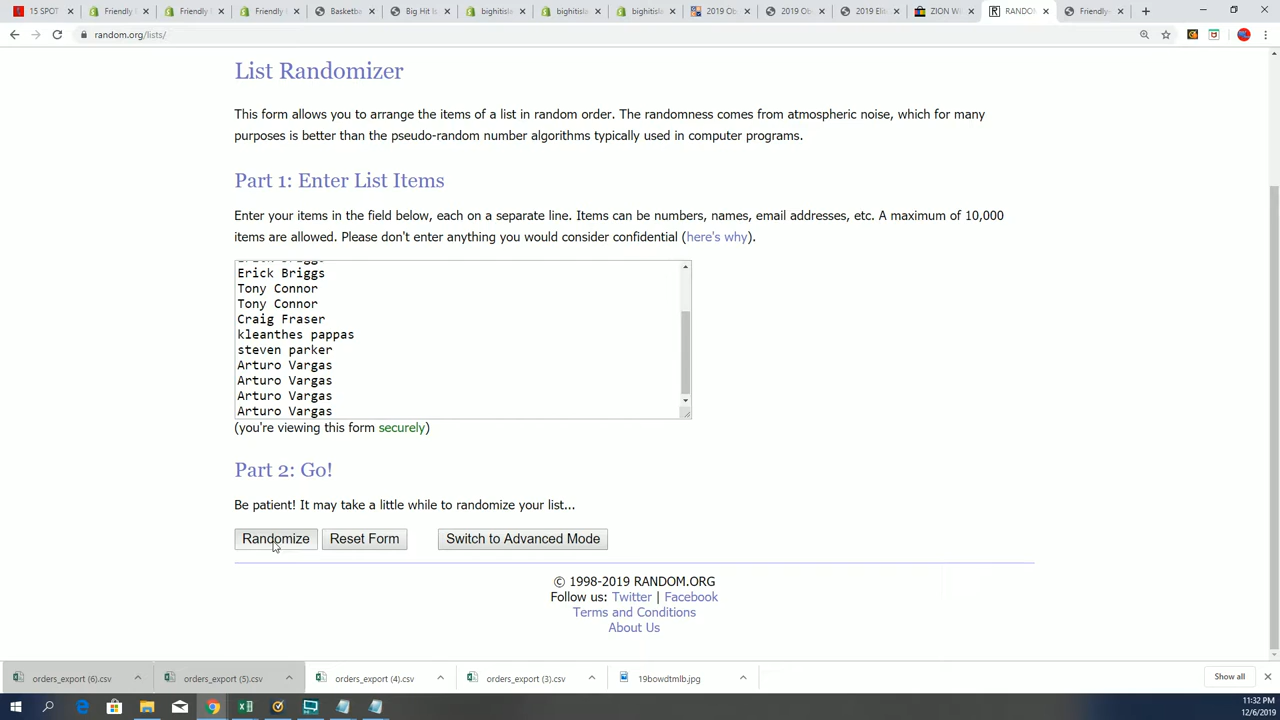 15 SPOT
Friendly
Friendly
Friendly
Basketba
Big Hit Is
bighitisla
bighitisla
bighitisla
2019 Ob
2019 Ob
2019 Elit
ZION W
RANDO
Friendly-
random.org/lists/
List Randomizer
This form allows you to arrange the items of a list in random order. The randomness comes from atmospheric noise, which for many
purposes is better than the pseudo-random number algorithms typically used in computer programs.
Part 1: Enter List Items
Enter your items in the field below, each on a separate line. Items can be numbers, names, email addresses, etc. A maximum of 10,000
items are allowed. Please don't enter anything you would consider confidential (here's why).
Erick Briggs
Tony Connor
Tony Connor
Craig Fraser
kleanthes pappas
steven parker
Arturo Vargas
Arturo Vargas
Arturo Vargas
Arturo Vargas
(you're viewing this form securely)
Part 2: Go!
Be patient! It may take a little while to randomize your list...
Randomize
Reset Form
Switch to Advanced Mode
© 1998-2019 RANDOM.ORG
Follow us: Twitter | Facebook
Terms and Conditions
About Us
orders_export (6).csv
orders_export (5).csv
orders_export (4).csv
orders_export (3).csv
19bowdtmlb.jpg
Show all
11:32 PM
12/6/2019